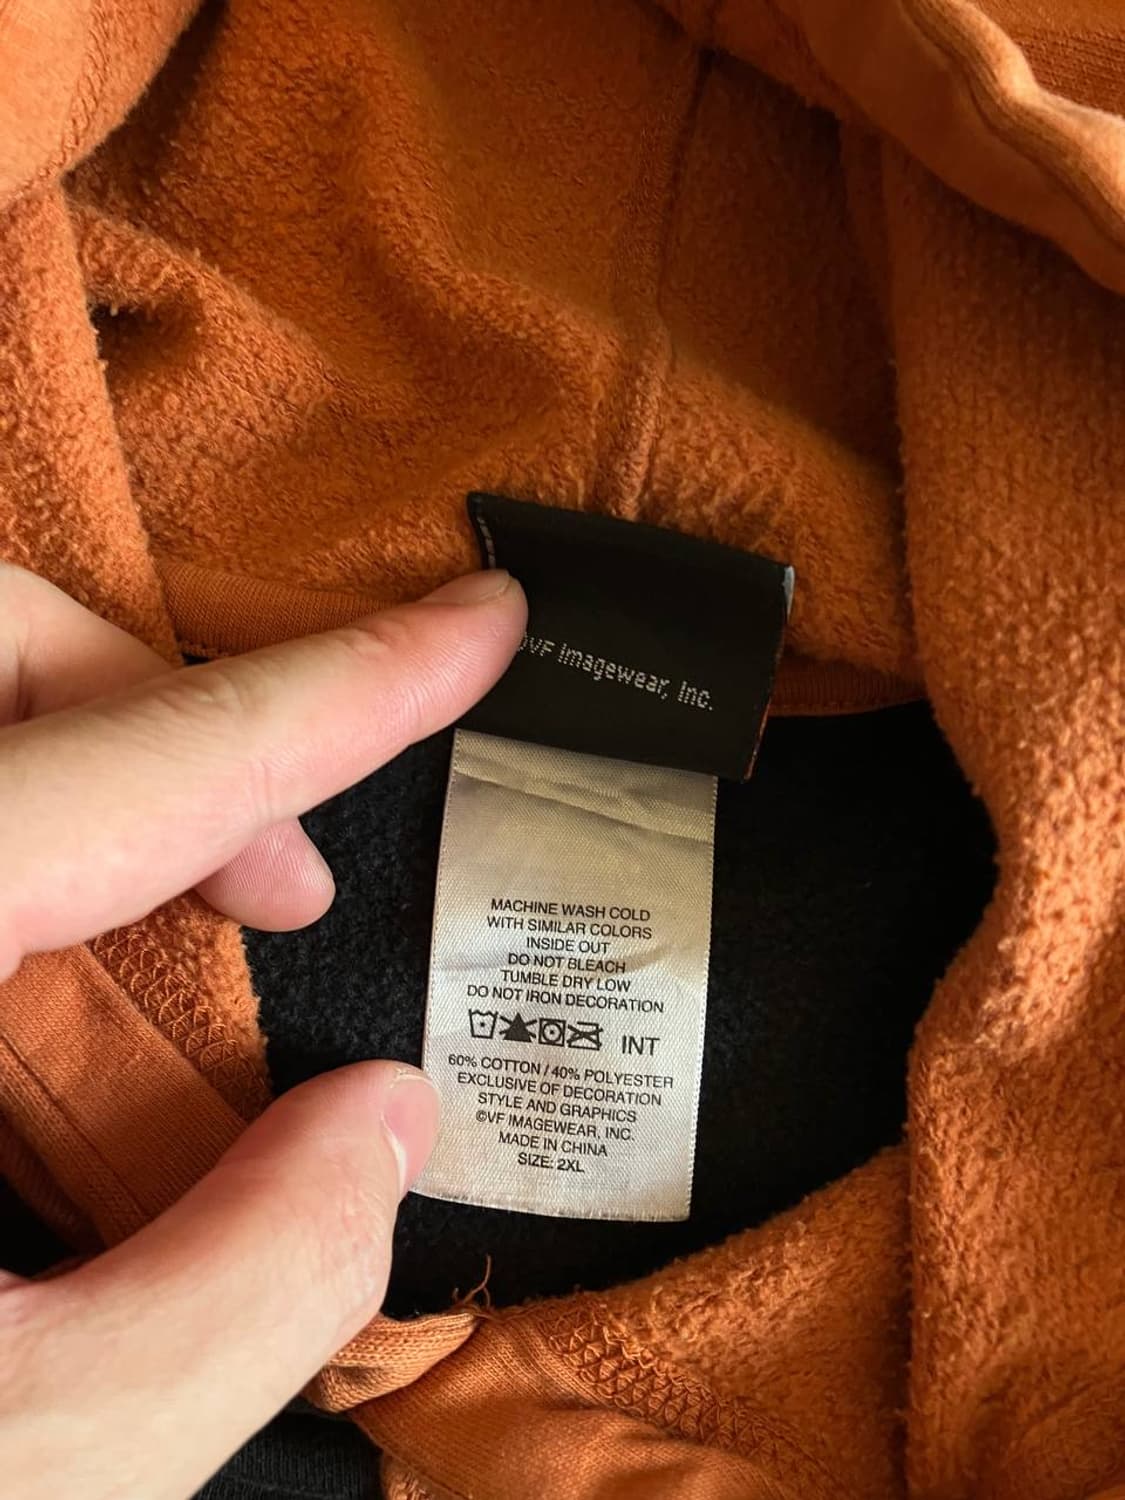 ©VF Imagewear, Inc.
MACHINE WASH COLD
WITH SIMILAR COLORS
INSIDE OUT
DO NOT BLEACH
TUMBLE DRY LOW
DO NOT IRON DECORATION
INT
60% COTTON / 40% POLYESTER
EXCLUSIVE OF DECORATION
STYLE AND GRAPHICS
©VF IMAGEWEAR, INC.
MADE IN CHINA
SIZE: 2XL